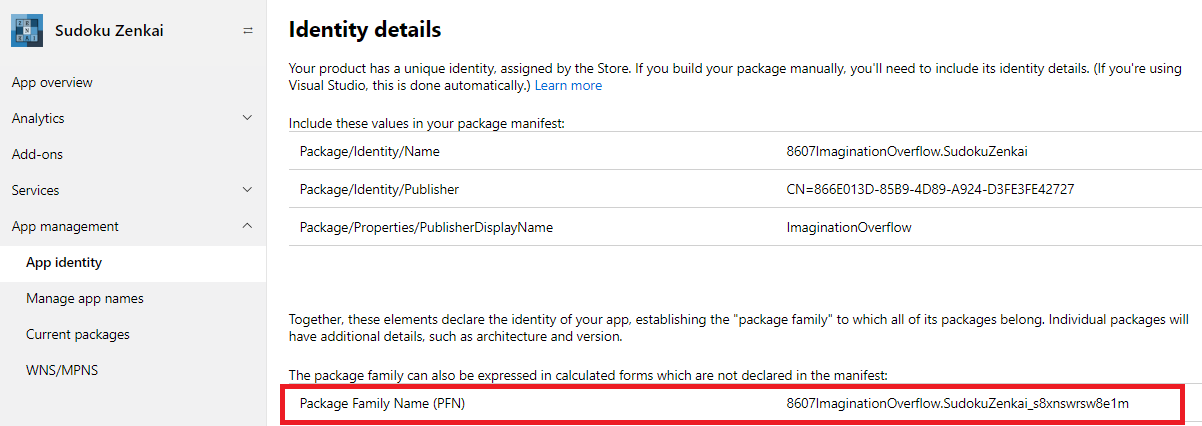 Sudoku Zenkai
App overview
Analytics
Add-ons
Services
App management
App identity
Manage app names
Current packages
WNS/MPNS
Identity details
Your product has a unique identity, assigned by the Store. If you build your package manually, you'll need to include its identity details. (If you're using
Visual Studio, this is done automatically.) Learn more
Include these values in your package manifest:
Package/Identity/Name 8607ImaginationOverflow.SudokuZenkai
Package/Identity/Publisher CN=866E013D-85B9-4D89-A924-D3FE3FE42727
Package/Properties/PublisherDisplayName ImaginationOverflow
Together, these elements declare the identity of your app, establishing the "package family" to which all of its packages belong. Individual packages will
have additional details, such as architecture and version.
The package family can also be expressed in calculated forms which are not declared in the manifest:
Package Family Name (PFN) 8607ImaginationOverflow.SudokuZenkai_s8xnswrsw8e1m